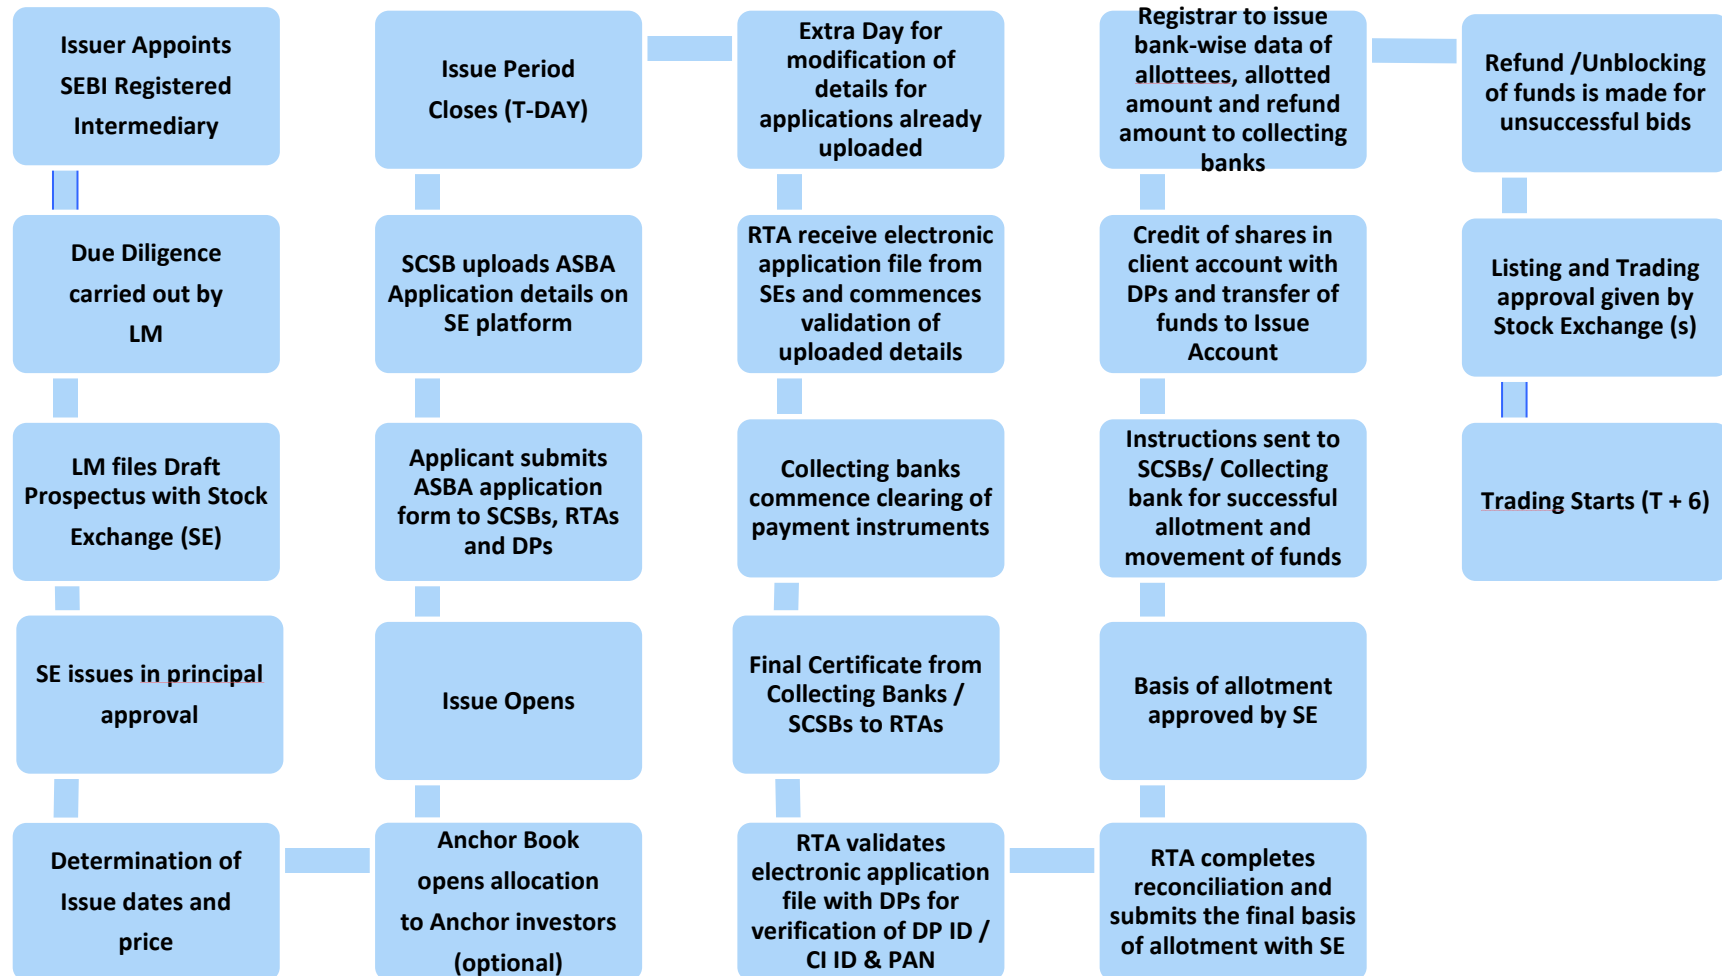 Issuer Appoints
SEBI Registered
Intermediary
Due Diligence
carried out by
LM
LM files Draft
Prospectus with Stock
Exchange (SE)
SE issues in principal
approval
Determination of
Issue dates and
price
Anchor Book
opens allocation
to Anchor investors
(optional)
Issue Opens
Applicant submits
ASBA application
form to SCSBs, RTAs
and DPs
SCSB uploads ASBA
Application details on
SE platform
Issue Period
Closes (T-DAY)
Extra Day for
modification of
details for
applications already
uploaded
RTA receive electronic
application file from
SEs and commences
validation of
uploaded details
Collecting banks
commence clearing of
payment instruments
Final Certificate from
Collecting Banks /
SCSBs to RTAs
RTA validates
electronic application
file with DPs for
verification of DP ID /
CI ID & PAN
RTA completes
reconciliation and
submits the final basis
of allotment with SE
Basis of allotment
approved by SE
Instructions sent to
SCSBs/ Collecting
bank for successful
allotment and
movement of funds
Credit of shares in
client account with
DPs and transfer of
funds to Issue
Account
Registrar to issue
bank-wise data of
allottees, allotted
amount and refund
amount to collecting
banks
Refund /Unblocking
of funds is made for
unsuccessful bids
Listing and Trading
approval given by
Stock Exchange (s)
Trading Starts (T + 6)